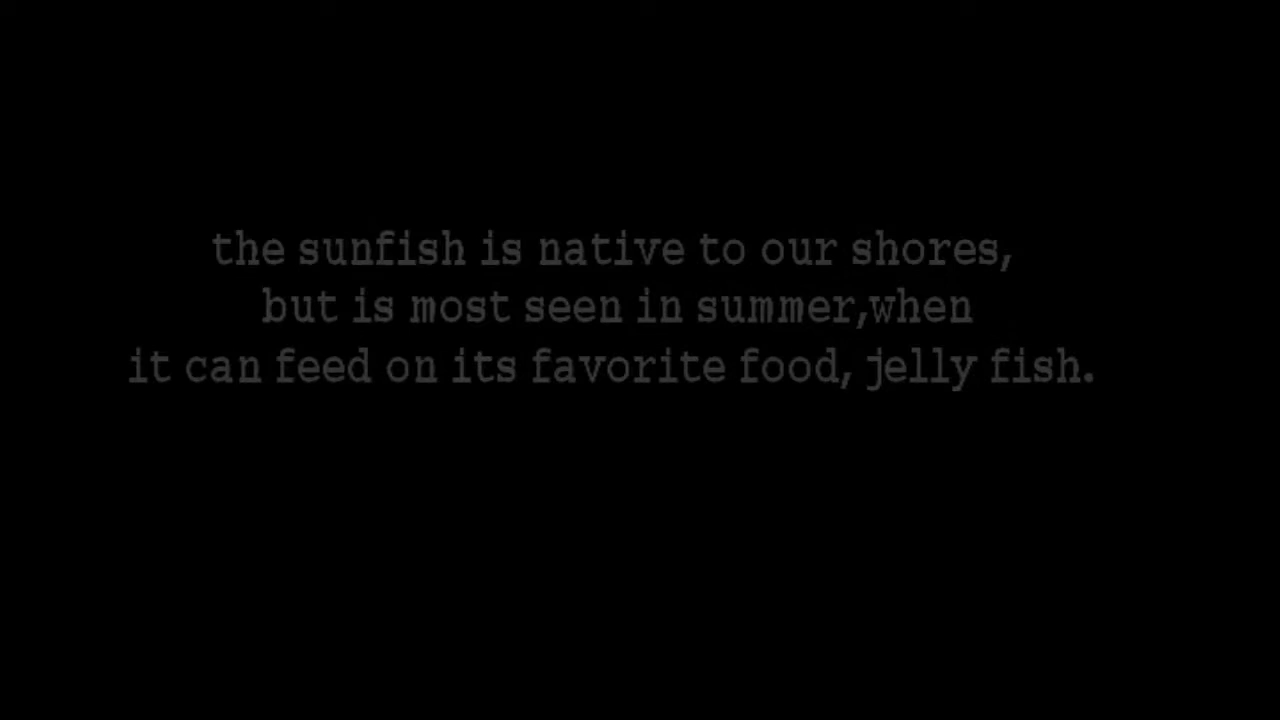 the sunfish is native to our shores,
but is most seen in summer,when
it can feed on its favorite food, jelly fish.